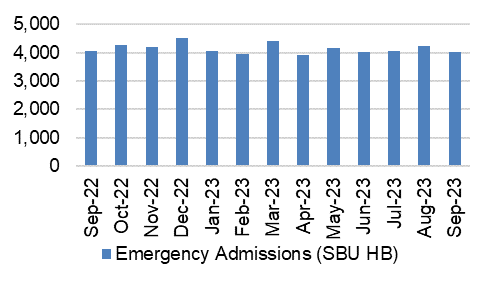 5,000
4,000
3,000
2,000
1,000
0
Sep-22
Oct-22
Nov-22
Dec-22
Jan-23
Feb-23
Mar-23
Apr-23
May-23
Jun-23
Jul-23
Aug-23
Sep-23
Emergency Admissions (SBU HB)